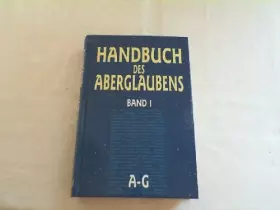 HANDBUCH
DES
ABERGLAUBENS
BAND I
A-G